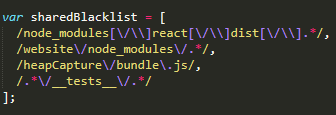 var sharedBlacklist = [
/node_modules[\/\\]react[\/\\]dist[\/\\].*/,
/website\/node_modules\/.*/,
/heapCapture\/bundle\.js/,
/.*\/__tests__\/.*/
];